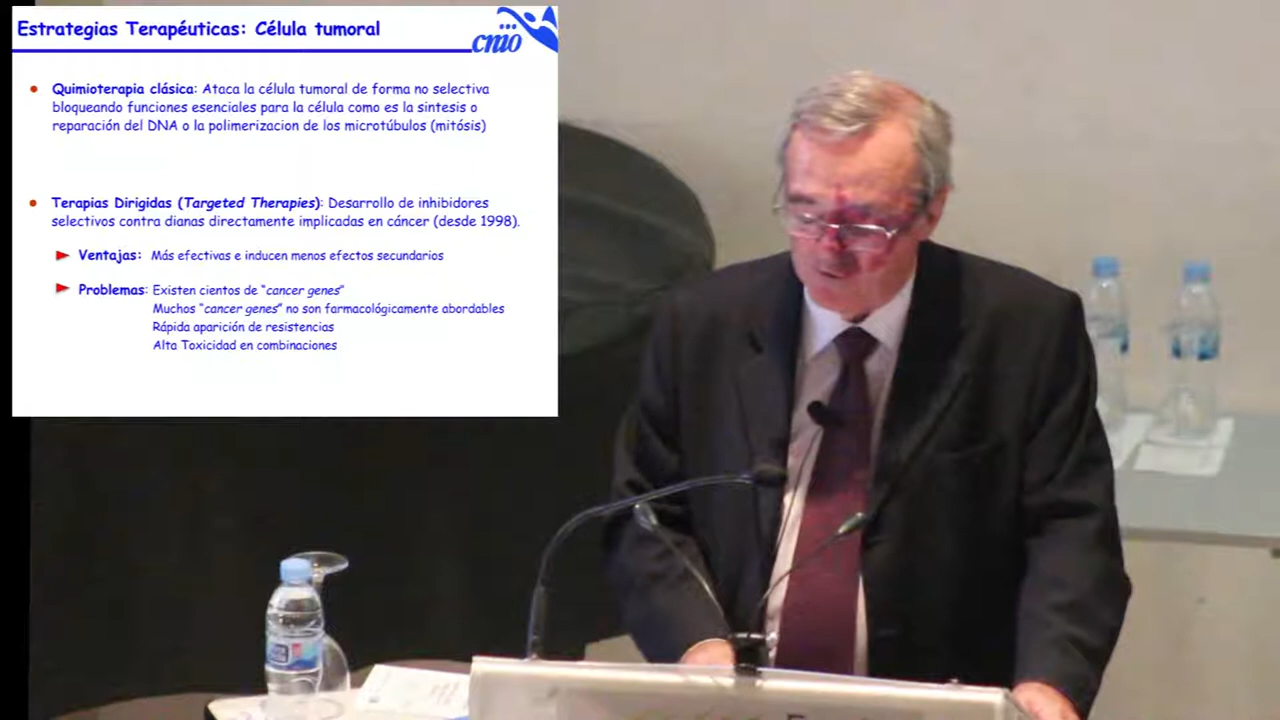 Estrategias Terapéuticas: Célula tumoral
cnio
Quimioterapia clásica: Ataca la célula tumoral de forma no selectiva
bloqueando funciones esenciales para la célula como es la sintesis o
reparación del DNA o la polimerizacion de los microtúbulos (mitósis)
Terapias Dirigidas (Targeted Therapies): Desarrollo de inhibidores
selectivos contra dianas directamente implicadas en cáncer (desde 1998).
Ventajas: Más efectivas e inducen menos efectos secundarios
Problemas: Existen cientos de "cancer genes"
Muchos "cancer genes" no son farmacológicamente abordables
Rápida aparición de resistencias
Alta Toxicidad en combinaciones